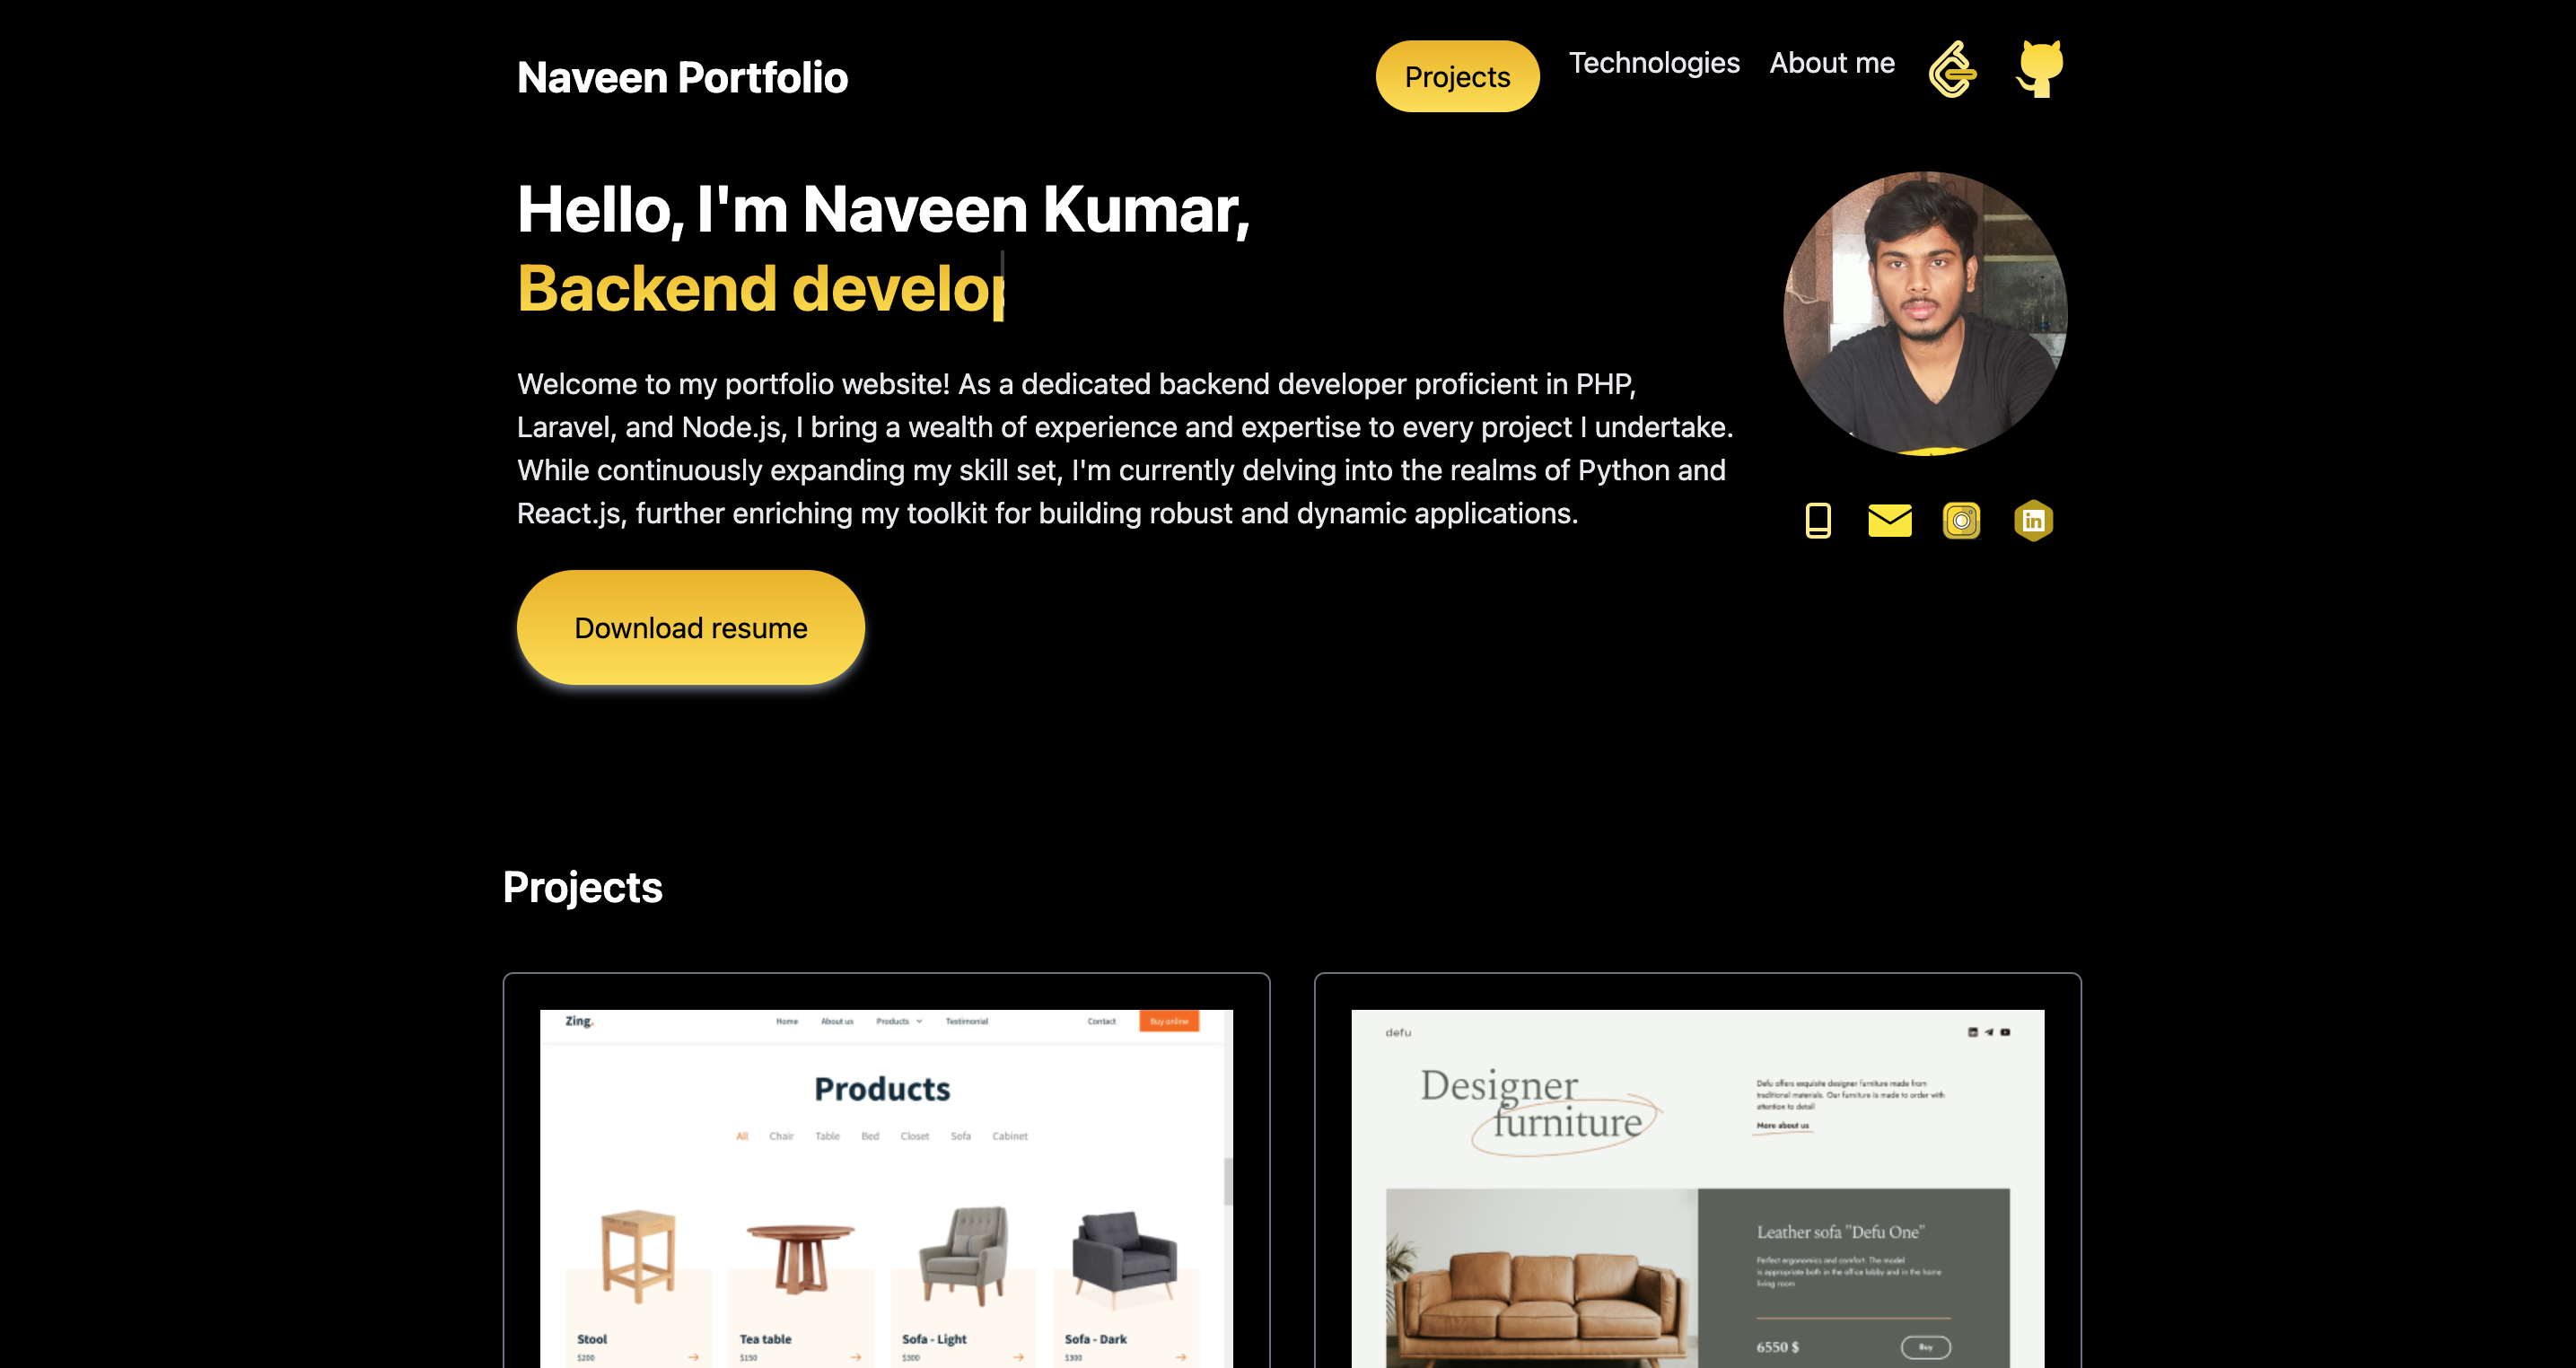 Naveen Portfolio
Projects
Technologies
About me
Hello, I'm Naveen Kumar,
Backend develop
Welcome to my portfolio website! As a dedicated backend developer proficient in PHP,
Laravel, and Node.js, I bring a wealth of experience and expertise to every project I undertake.
While continuously expanding my skill set, I'm currently delving into the realms of Python and
React.js, further enriching my toolkit for building robust and dynamic applications.
in
Download resume
Projects
Zing.
Home
About us
Products
Testimonial
Contact
Buy online
Products
All
Chair
Table
Bed
Closet
Sofa
Cabinet
Stool
$200
Tea table
$150
Sofa - Light
$300
Sofa - Dark
$300
defu
Designer
furniture
Defu offers exquisite designer furniture made from
traditional materials. Our furniture is made to order with
attention to detail
More about us
Leather sofa "Defu One"
Perfect ergonomics and comfort. The model
is appropriate both in the office lobby and in the home
living room
6550 $
Buy